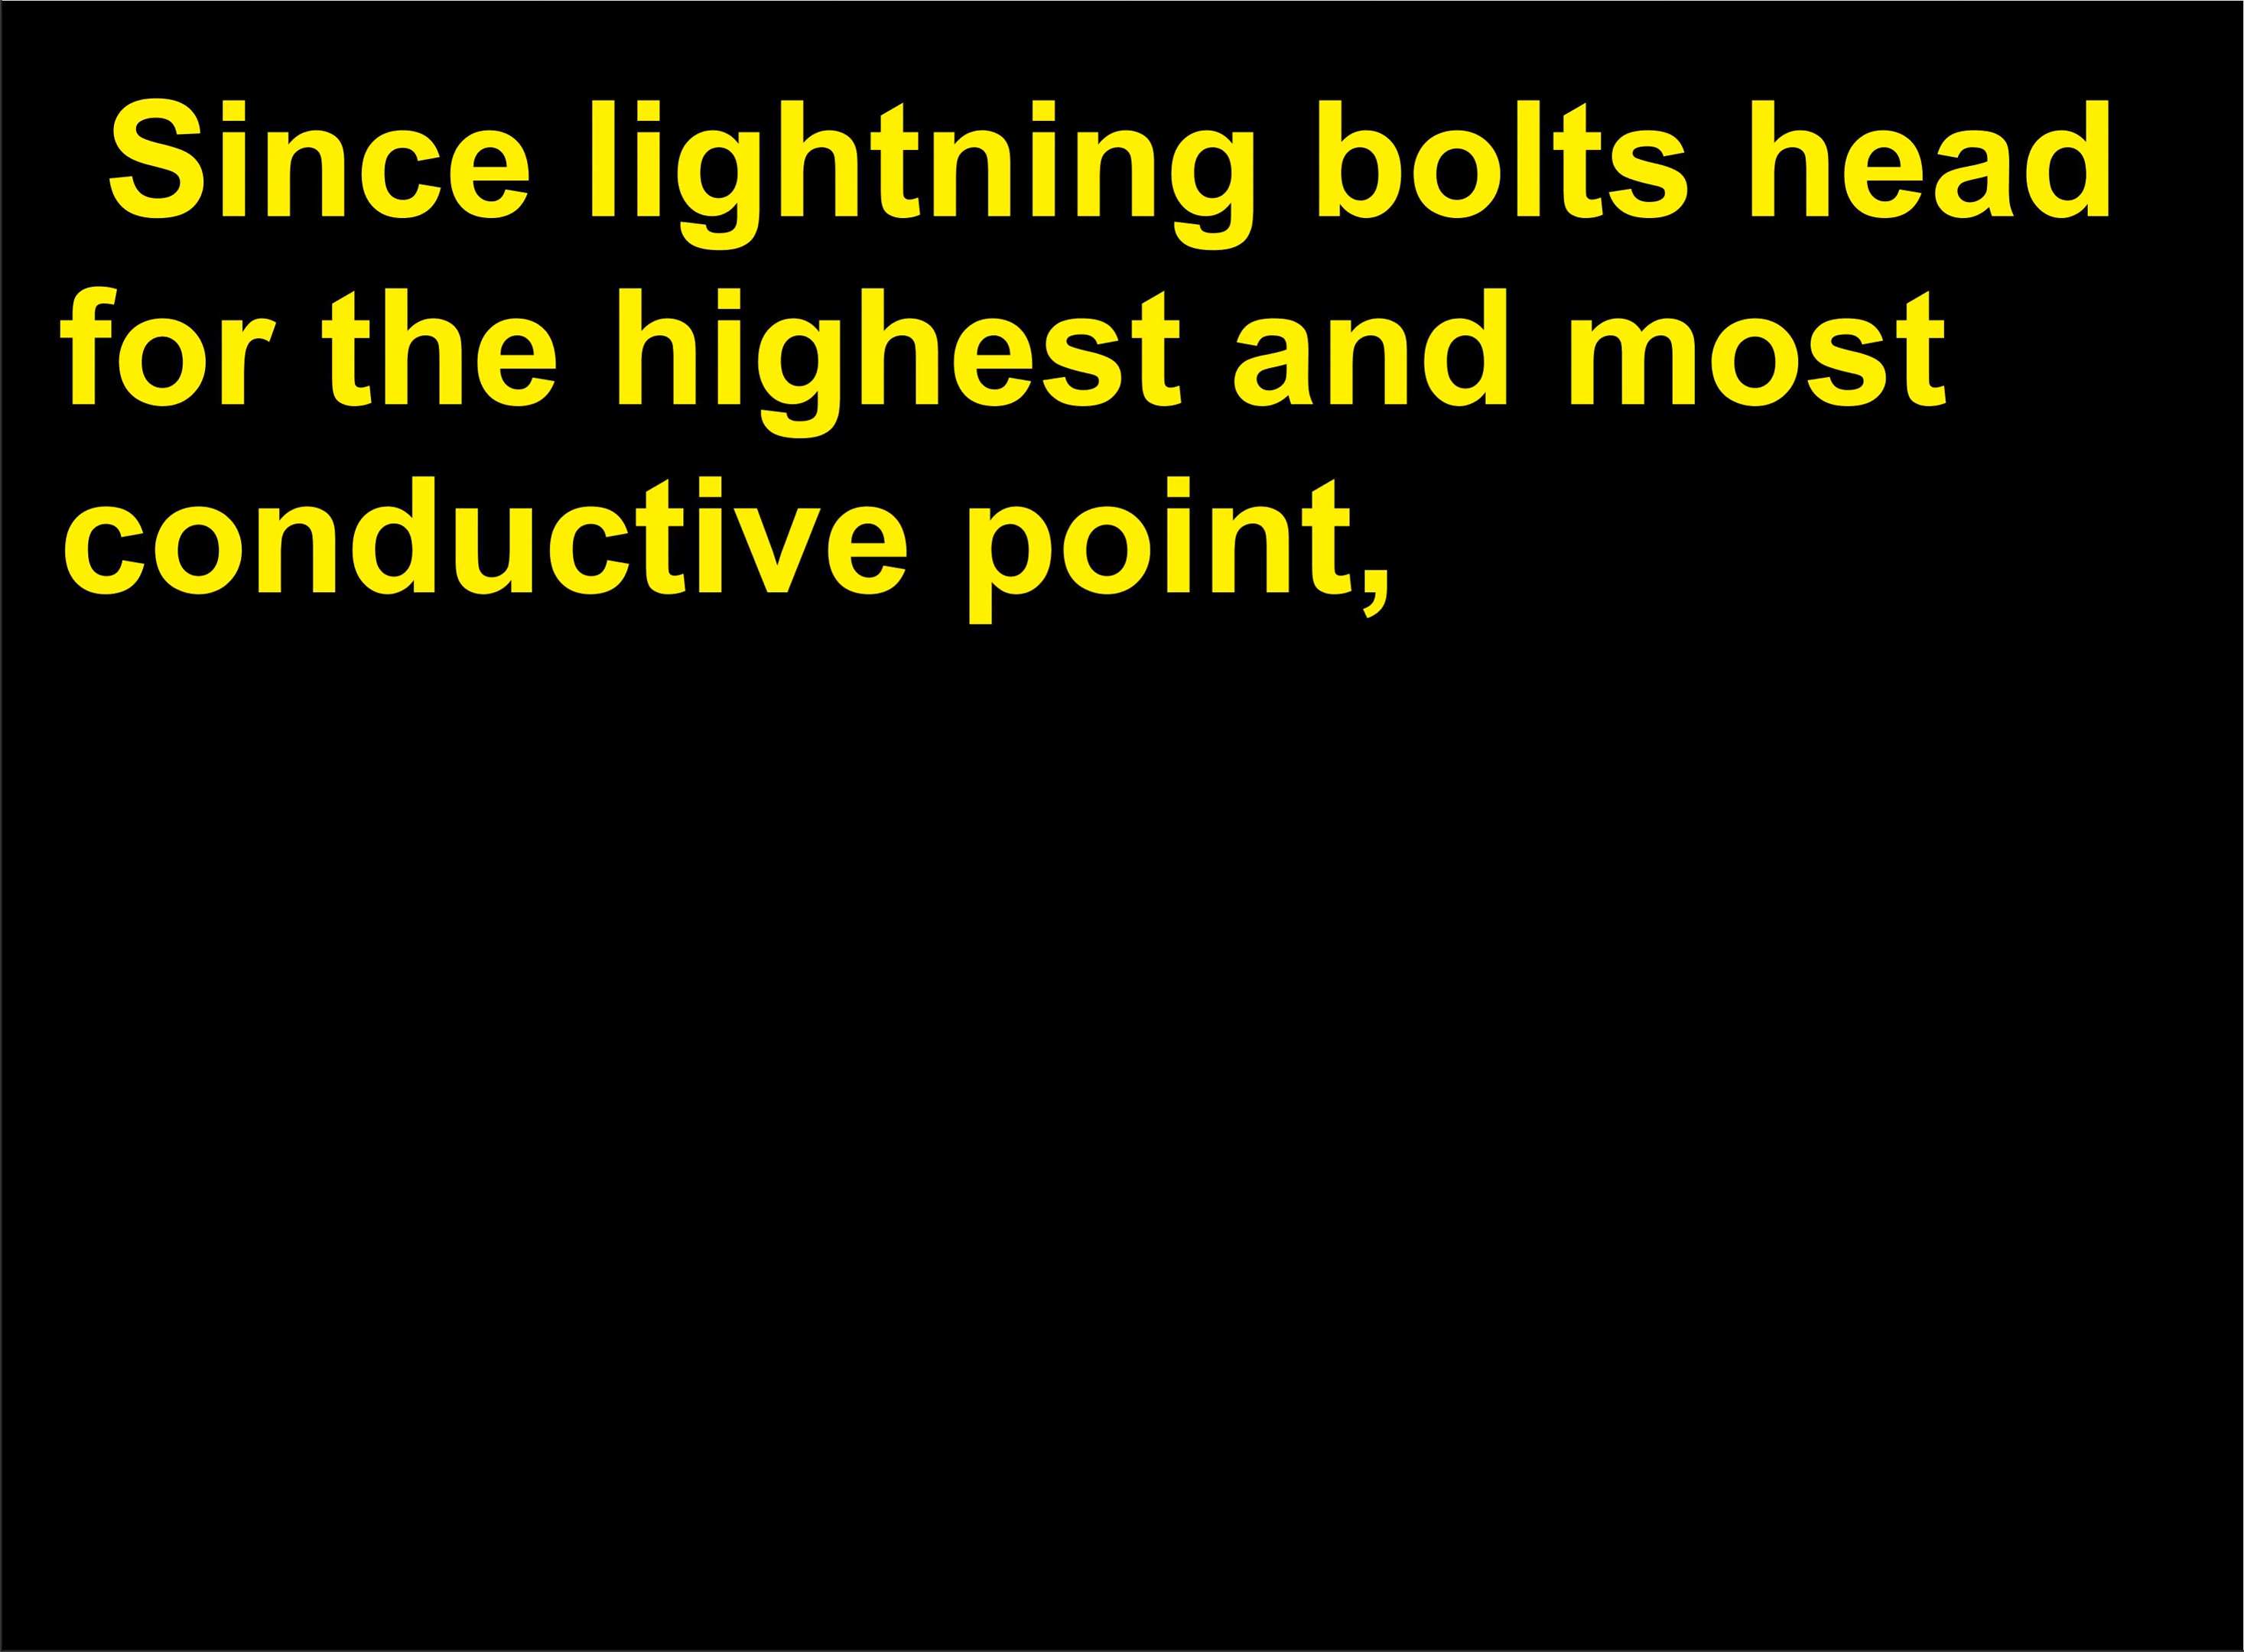 Since lightning bolts head
for the highest and most
conductive point,